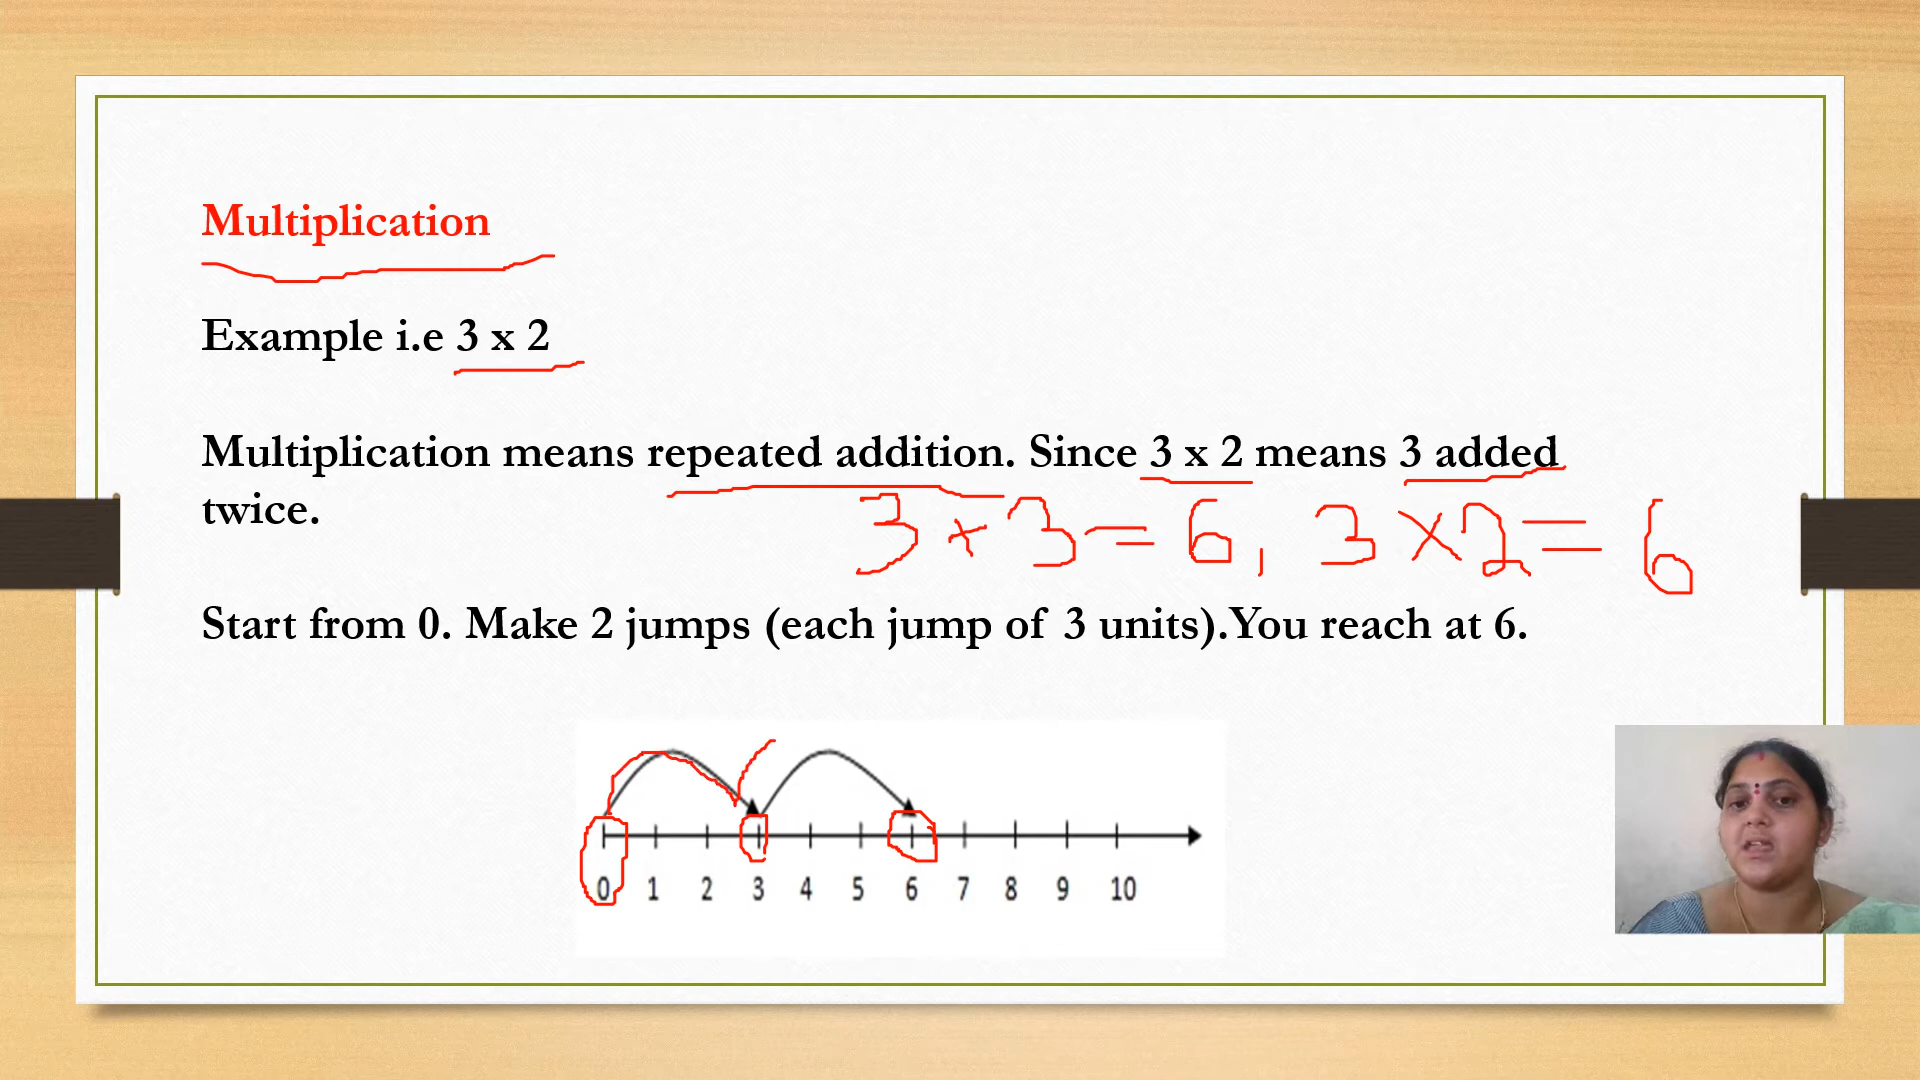 Multiplication
Example i.e 3 x 2
Multiplication means repeated addition. Since 3 x 2 means 3 added
twice.
3 + 3 = 6, 3 x 2 = 6
Start from 0. Make 2 jumps (each jump of 3 units).You reach at 6.
0 1 2 3 4 5 6 7 8 9 10